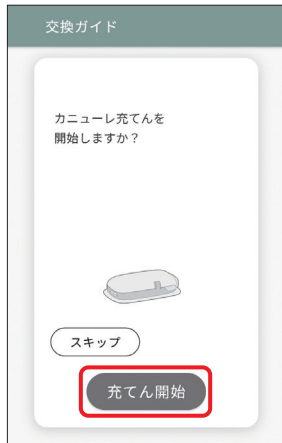 交換ガイド
カニューレ充てんを
開始しますか？
スキップ
充てん開始